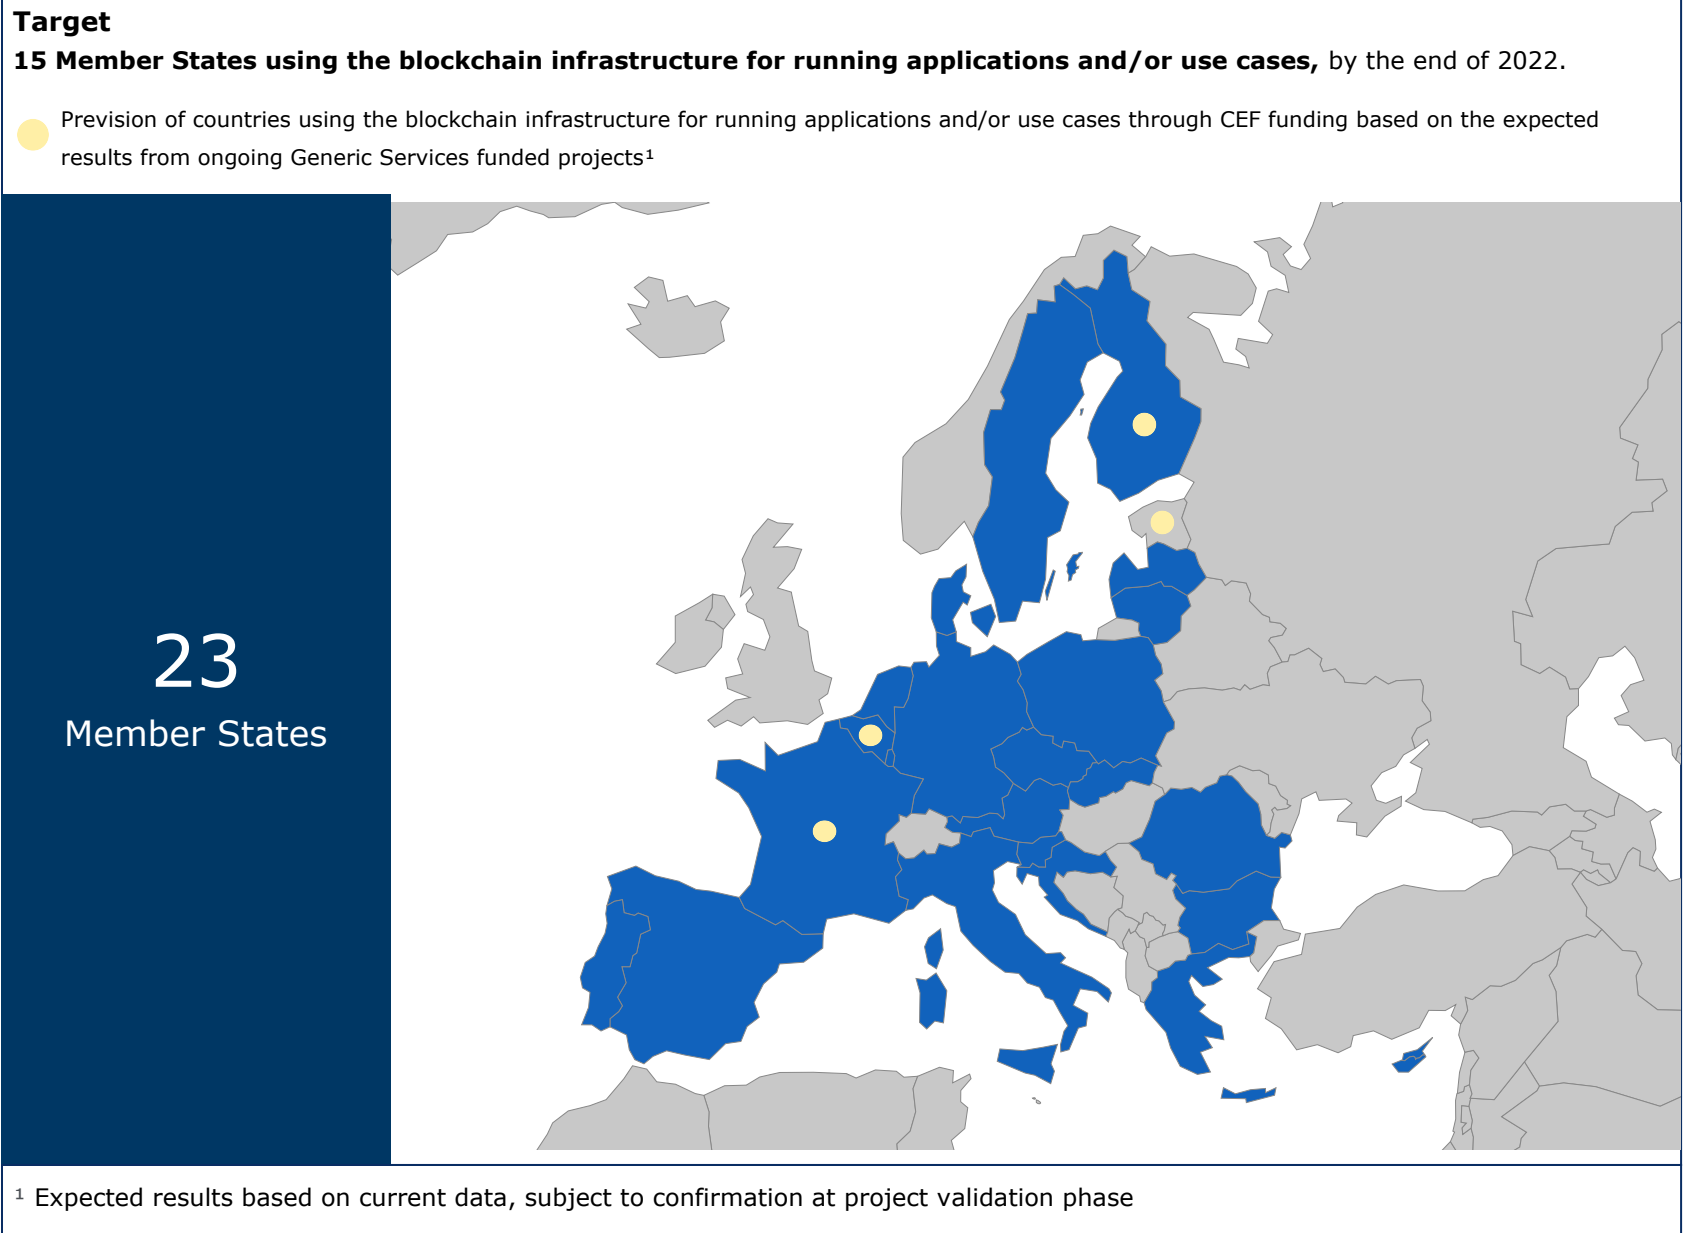 Target
15 Member States using the blockchain infrastructure for running applications and/or use cases, by the end of 2022.
Prevision of countries using the blockchain infrastructure for running applications and/or use cases through CEF funding based on the expected
results from ongoing Generic Services funded projects¹
23
Member States
¹ Expected results based on current data, subject to confirmation at project validation phase